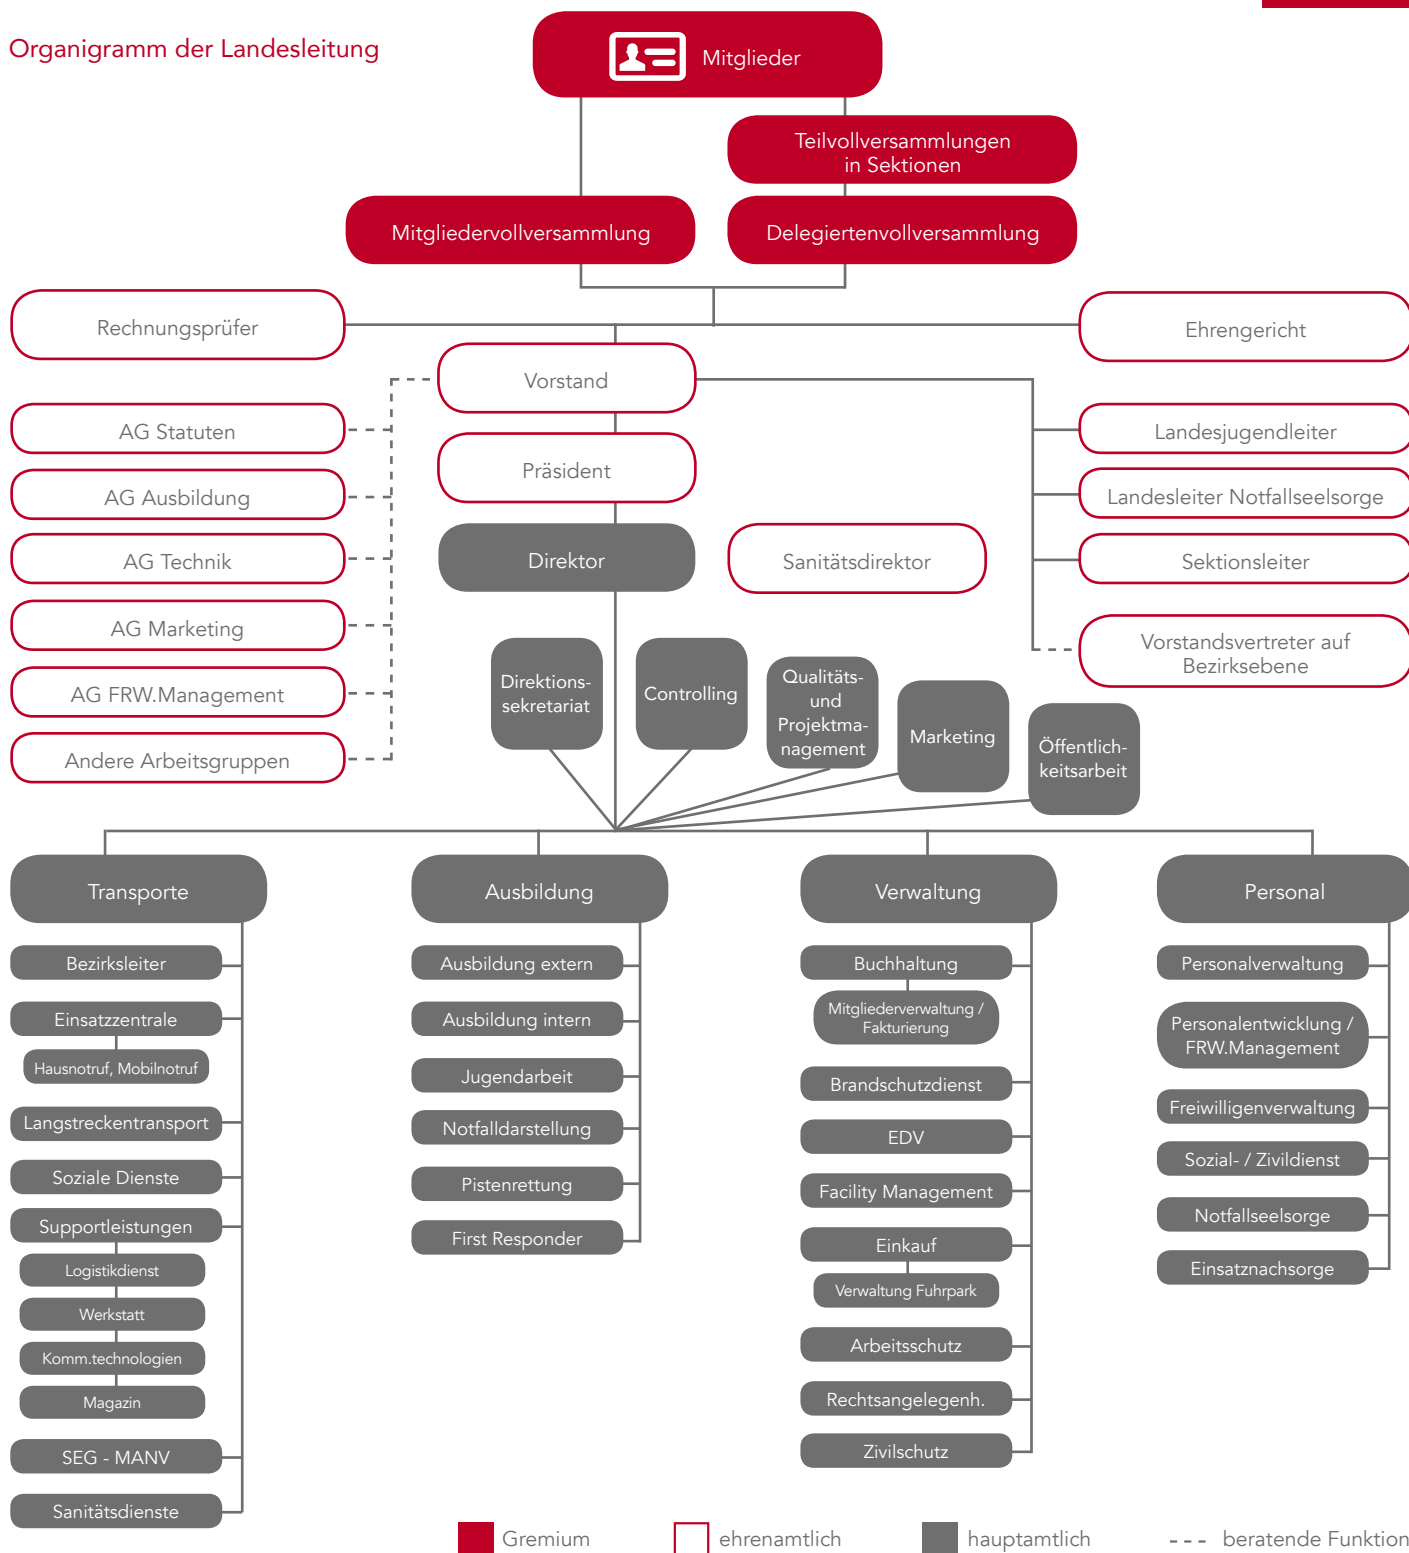 Organigramm der Landesleitung
Mitglieder
Teilvollversammlungen
in Sektionen
Mitgliedervollversammlung
Delegiertenvollversammlung
Rechnungsprüfer
Ehrengericht
Vorstand
AG Statuten
Landesjugendleiter
Präsident
AG Ausbildung
Landesleiter Notfallseelsorge
AG Technik
Direktor
Sanitätsdirektor
Sektionsleiter
AG Marketing
Vorstandsvertreter auf
Bezirksebene
AG FRW.Management
Andere Arbeitsgruppen
Direktions-
sekretariat
Controlling
Qualitäts-
und
Projektma-
nagement
Marketing
Öffentlich-
keitsarbeit
Transporte
Bezirksleiter
Einsatzzentrale
Hausnotruf, Mobilnotruf
Langstreckentransport
Soziale Dienste
Supportleistungen
Logistikdienst
Werkstatt
Komm.technologien
Magazin
SEG - MANV
Sanitätsdienste
Ausbildung
Ausbildung extern
Ausbildung intern
Jugendarbeit
Notfalldarstellung
Pistenrettung
First Responder
Verwaltung
Buchhaltung
Mitgliederverwaltung /
Fakturierung
Brandschutzdienst
EDV
Facility Management
Einkauf
Verwaltung Fuhrpark
Arbeitsschutz
Rechtsangelegenh.
Zivilschutz
Personal
Personalverwaltung
Personalentwicklung /
FRW.Management
Freiwilligenverwaltung
Sozial- / Zivildienst
Notfallseelsorge
Einsatznachsorge
Gremium
ehrenamtlich
hauptamtlich
beratende Funktion